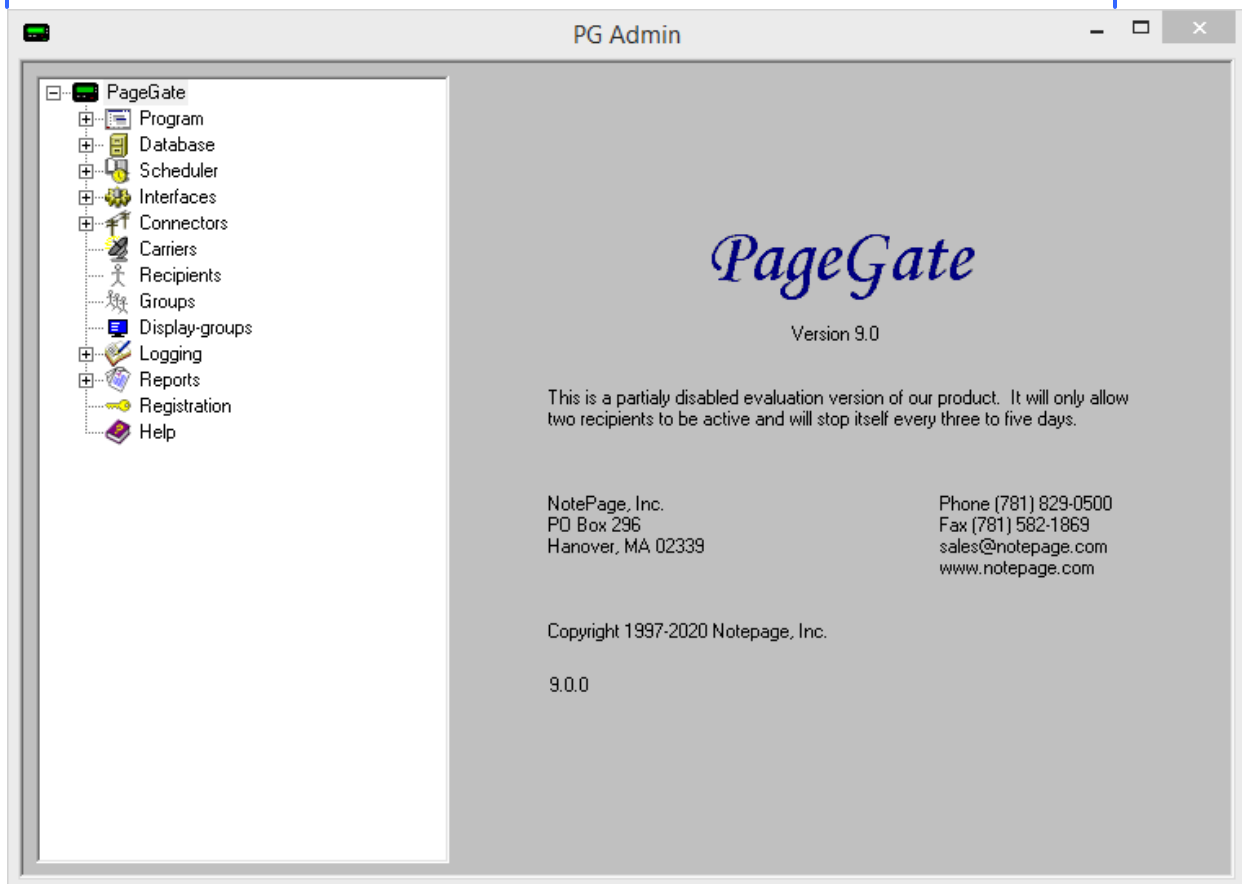 PG Admin
PageGate
Program
Database
Scheduler
Interfaces
Connectors
Carriers
Recipients
Groups
Display-groups
Logging
Reports
Registration
Help
PageGate
Version 9.0
This is a partialy disabled evaluation version of our product. It will only allow
two recipients to be active and will stop itself every three to five days.
NotePage, Inc.
PO Box 296
Hanover, MA 02339
Phone (781) 829-0500
Fax (781) 582-1869
sales@notepage.com
www.notepage.com
Copyright 1997-2020 Notepage, Inc.
9.0.0